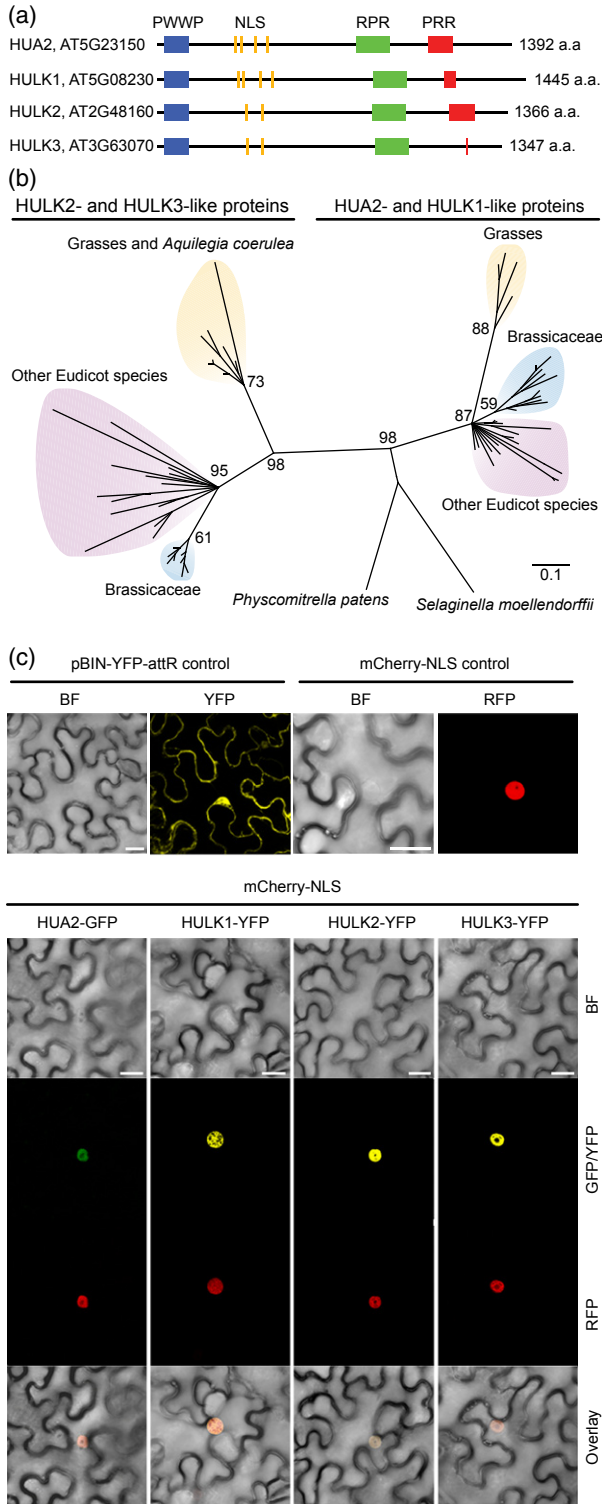 (a)
PWWP NLS RPR PRR
HUA2, AT5G23150 1392 a.a
HULK1, AT5G08230 1445 a.a.
HULK2, AT2G48160 1366 a.a.
HULK3, AT3G63070 1347 a.a.
(b)
HULK2- and HULK3-like proteins
HUA2- and HULK1-like proteins
Grasses and Aquilegia coerulea
Grasses
88
Brassicaceae
73
Other Eudicot species
59
87
98
98
95
Other Eudicot species
61
Brassicaceae
0.1
Physcomitrella patens
Selaginella moellendorffii
(c)
pBIN-YFP-attR control
mCherry-NLS control
BF YFP BF RFP
mCherry-NLS
HUA2-GFP HULK1-YFP HULK2-YFP HULK3-YFP
BF
GFP/YFP
RFP
Overlay